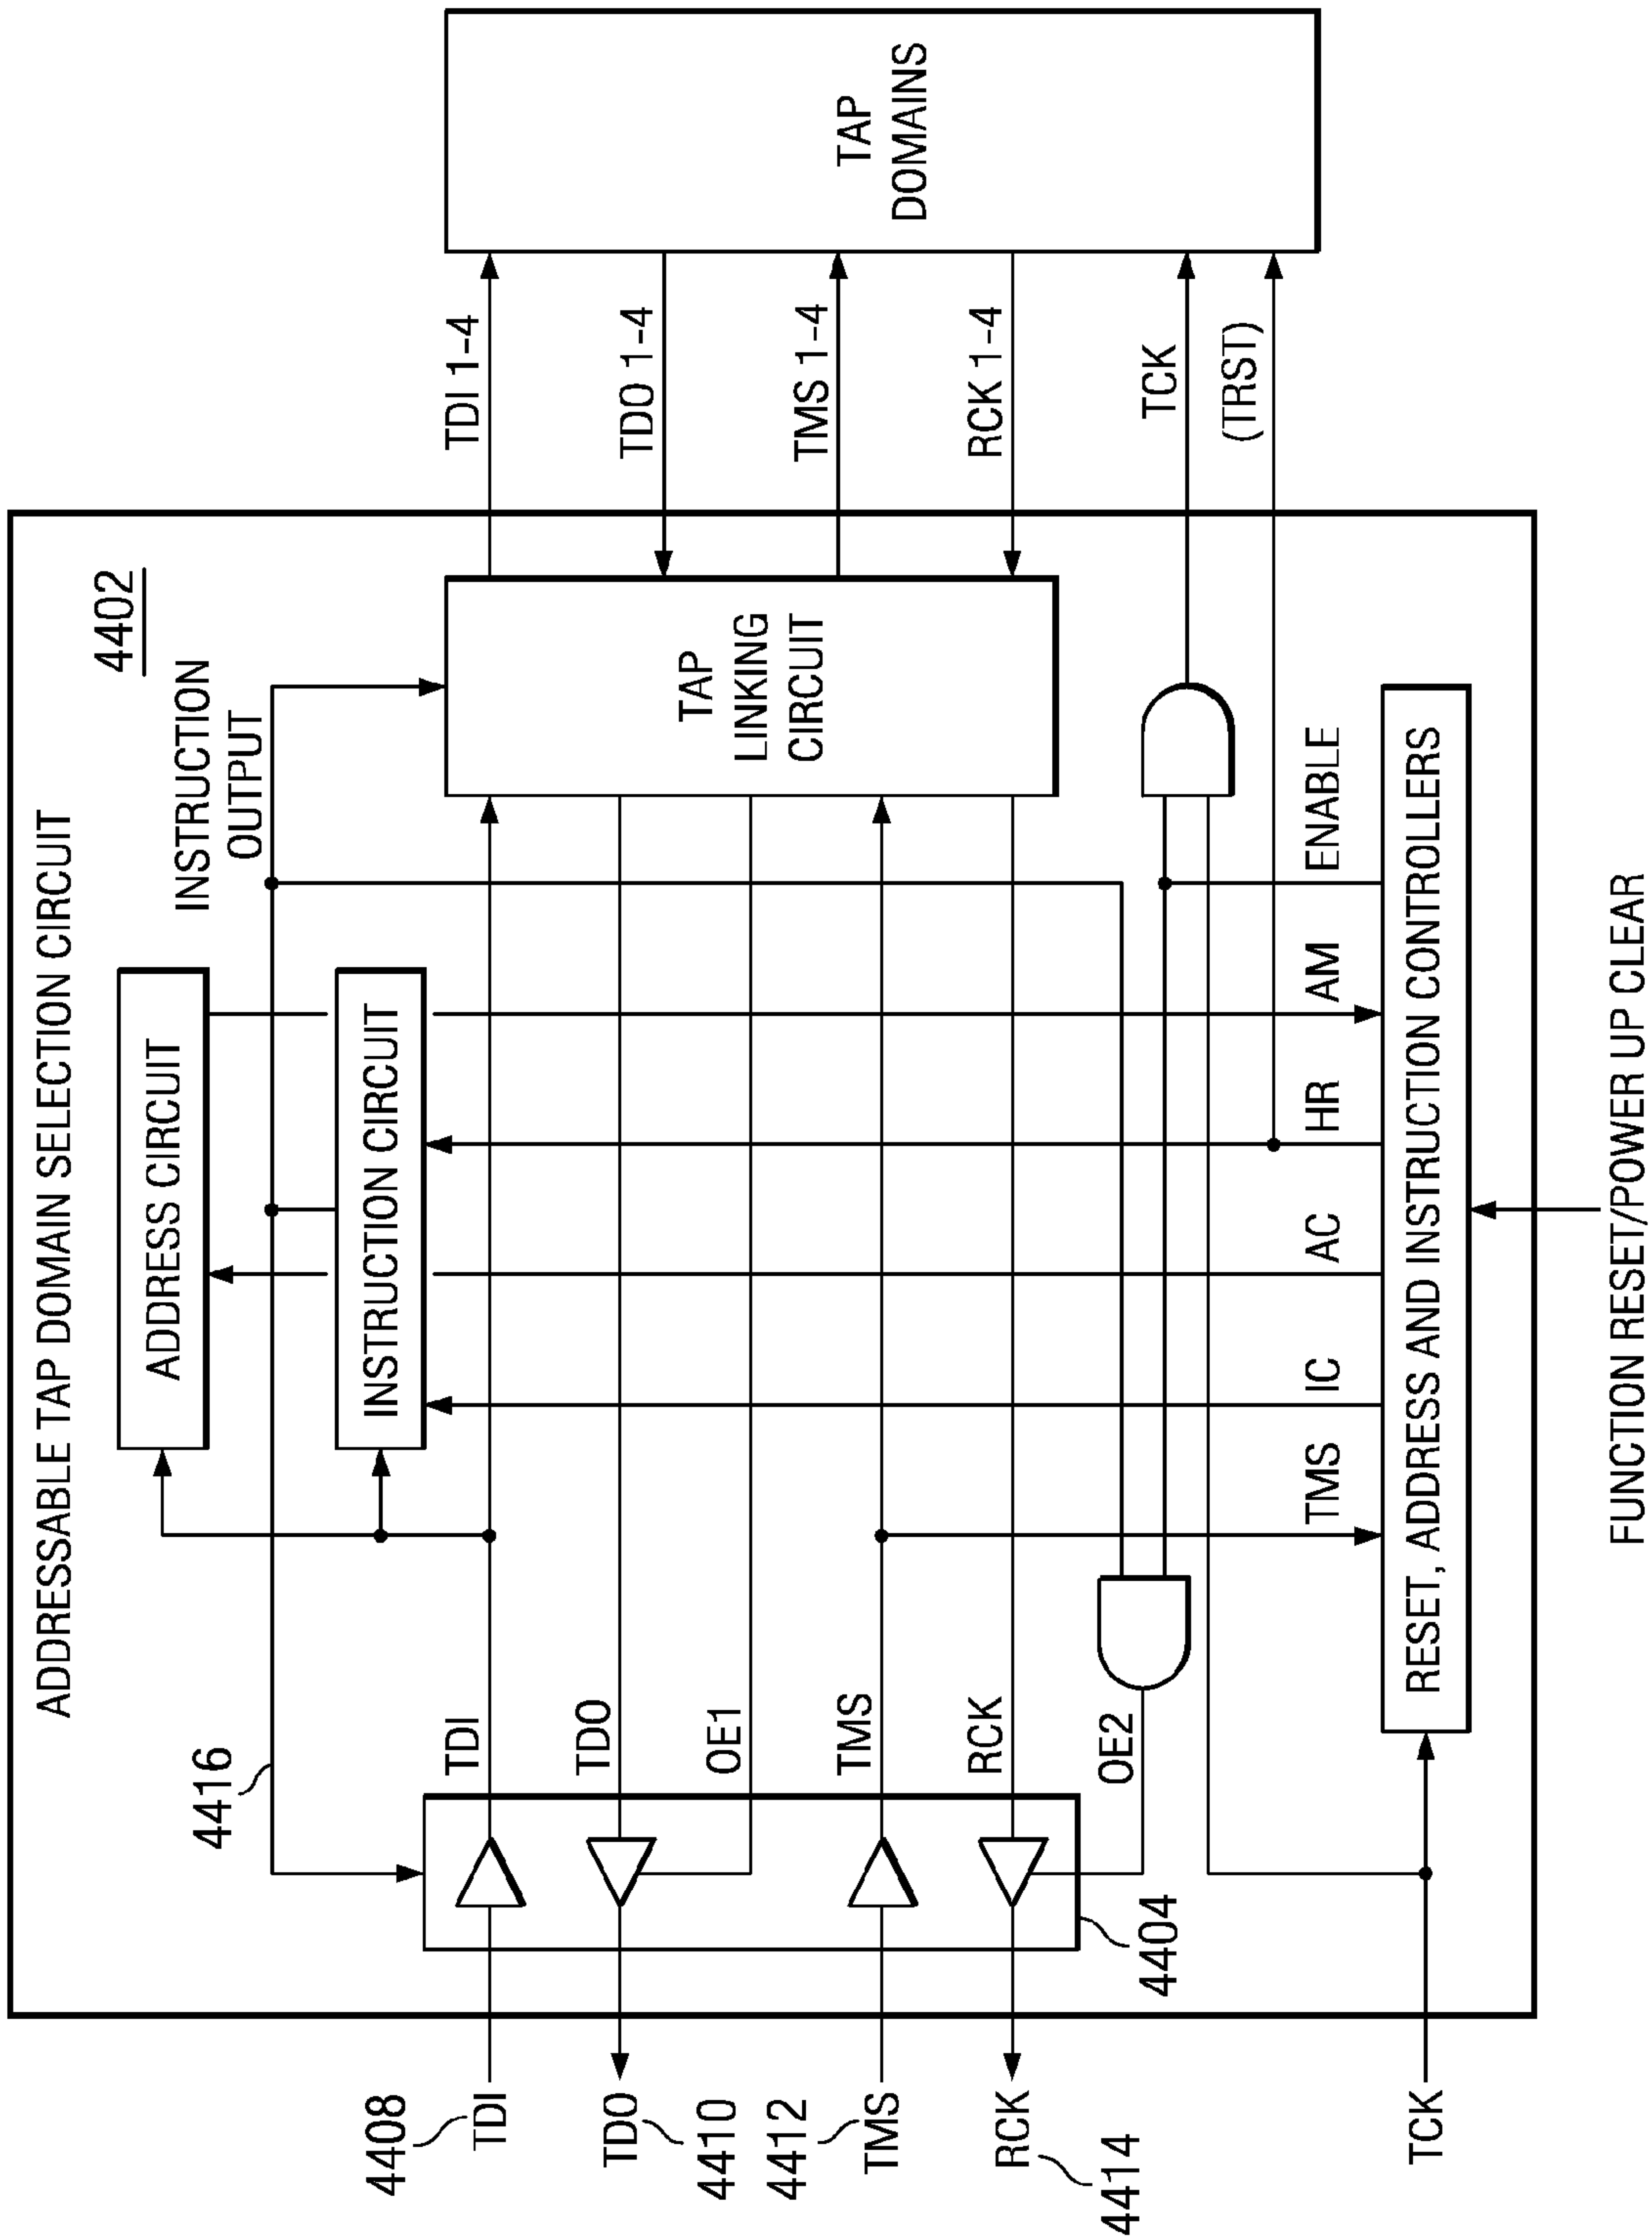 ADDRESSABLE TAP DOMAIN SELECTION CIRCUIT
4402
4416
INSTRUCTION
OUTPUT
ADDRESS CIRCUIT
INSTRUCTION CIRCUIT
4408
TDI
TDI
TDI 1-4
TDO
4410
TDO
TDO 1-4
OE1
TAP
LINKING
CIRCUIT
TAP
DOMAINS
4412
TMS
TMS
TMS 1-4
RCK
4414
RCK
RCK 1-4
4404
OE2
TCK
(TRST)
TMS
IC
AC
HR
AM
ENABLE
TCK
RESET, ADDRESS AND INSTRUCTION CONTROLLERS
FUNCTION RESET/POWER UP CLEAR